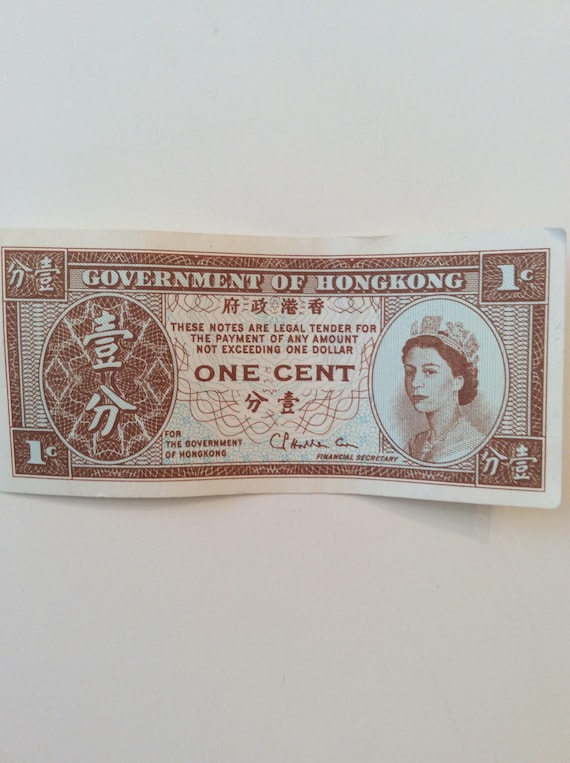 分壹
GOVERNMENT OF HONGKONG
1c
府政港香
THESE NOTES ARE LEGAL TENDER FOR
THE PAYMENT OF ANY AMOUNT
NOT EXCEEDING ONE DOLLAR
ONE CENT
分壹
壹
分
FOR
THE GOVERNMENT
OF HONGKONG
FINANCIAL SECRETARY
1c
分壹